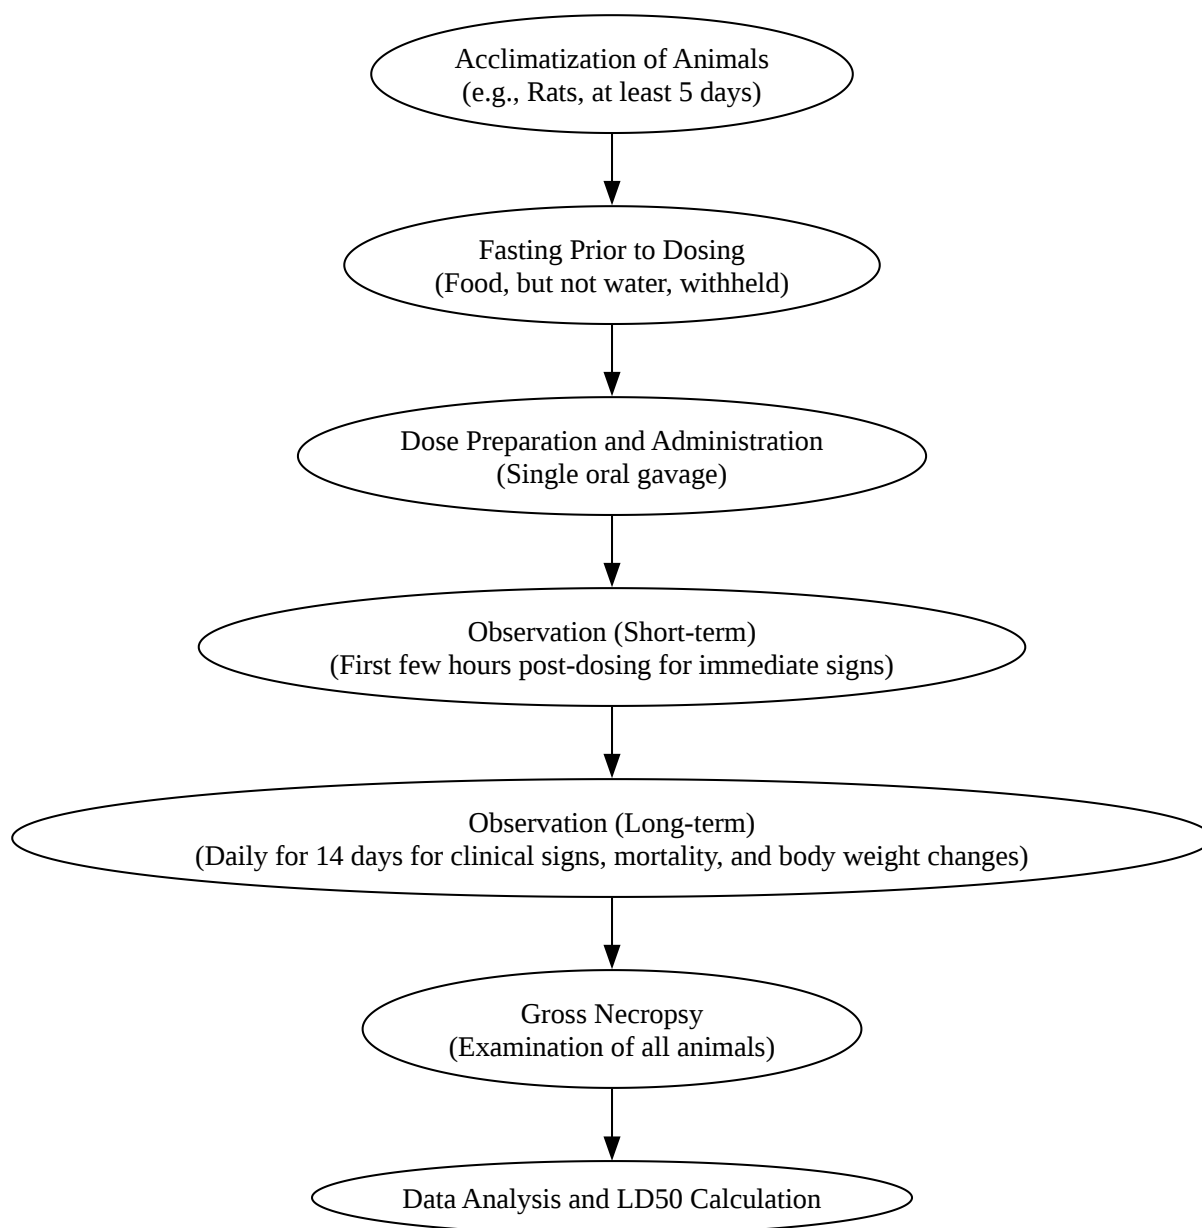 Acclimatization of Animals
(e.g., Rats, at least 5 days)
Fasting Prior to Dosing
(Food, but not water, withheld)
Dose Preparation and Administration
(Single oral gavage)
Observation (Short-term)
(First few hours post-dosing for immediate signs)
Observation (Long-term)
(Daily for 14 days for clinical signs, mortality, and body weight changes)
Gross Necropsy
(Examination of all animals)
Data Analysis and LD50 Calculation